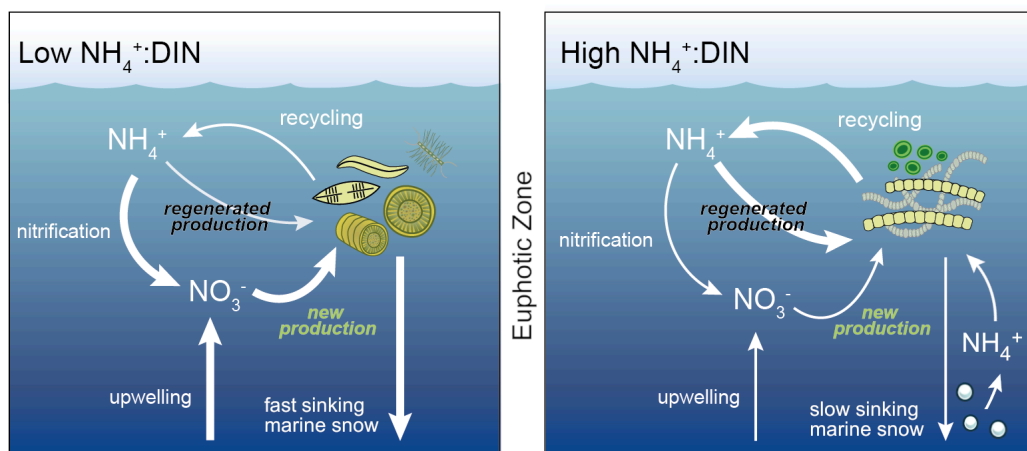 Low NH₄⁺:DIN
recycling
NH₄⁺
regenerated
production
nitrification
NO₃⁻
new
production
upwelling
fast sinking
marine snow
Euphotic Zone
High NH₄⁺:DIN
recycling
NH₄⁺
regenerated
production
nitrification
NO₃⁻
new
production
NH₄⁺
upwelling
slow sinking
marine snow